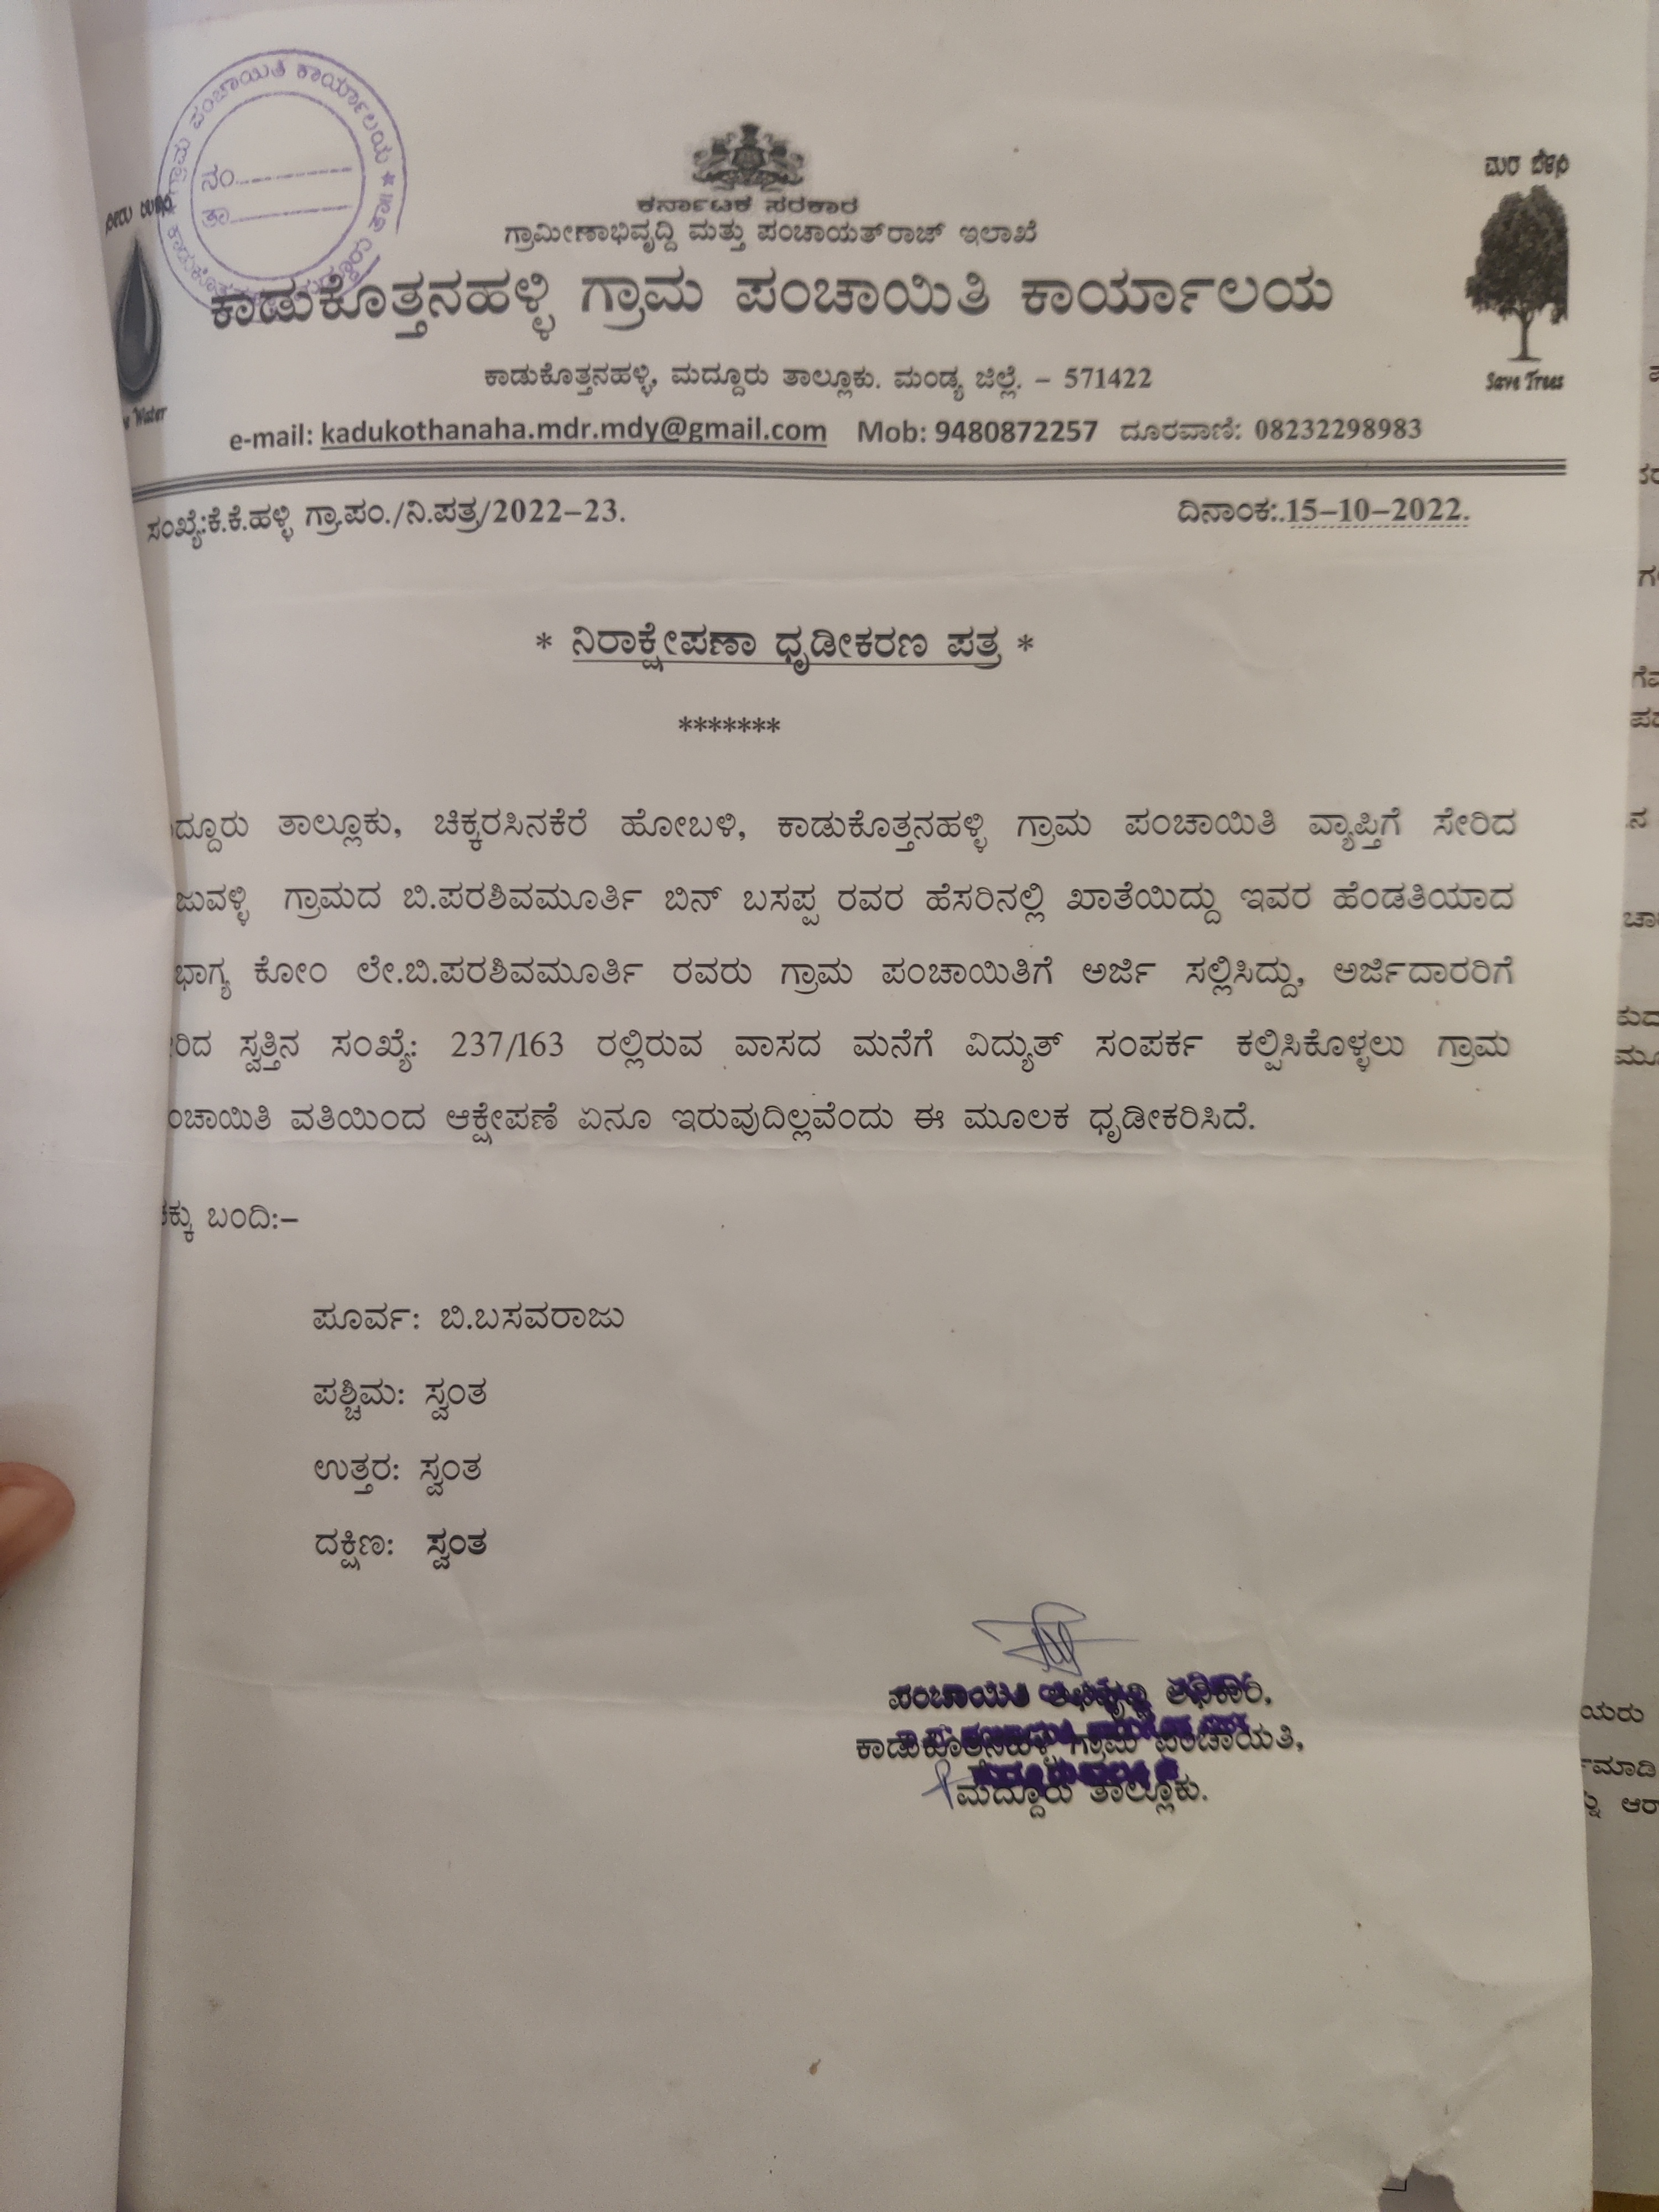 ಗ್ರಾಮ ಪಂಚಾಯಿತಿ ಕಾರ್ಯಾಲಯ
ನಂ
ತಾ
ಕರ್ನಾಟಕ ಸರಕಾರ
ಮರ ಬೆಳೆಸಿ
ಗ್ರಾಮೀಣಾಭಿವೃದ್ದಿ ಮತ್ತು ಪಂಚಾಯತ್‌ರಾಜ್ ಇಲಾಖೆ
ಕಾಡುಕೊತ್ತನಹಳ್ಳಿ ಗ್ರಾಮ ಪಂಚಾಯಿತಿ ಕಾರ್ಯಾಲಯ
ಕಾಡುಕೊತ್ತನಹಳ್ಳಿ, ಮದ್ದೂರು ತಾಲ್ಲೂಕು. ಮಂಡ್ಯ ಜಿಲ್ಲೆ. – 571422
Save Trees
Water
e-mail: kadukothanaha.mdr.mdy@gmail.com Mob: 9480872257 ದೂರವಾಣಿ: 08232298983
ಸಂಖ್ಯೆ:ಕೆ.ಕೆ.ಹಳ್ಳಿ ಗ್ರಾ.ಪಂ./ನಿ.ಪತ್ರ/2022–23. ದಿನಾಂಕ:.15–10–2022.
* ನಿರಾಕ್ಷೇಪಣಾ ಧೃಡೀಕರಣ ಪತ್ರ *
*******
ದ್ದೂರು ತಾಲ್ಲೂಕು, ಚಿಕ್ಕರಸಿನಕೆರೆ ಹೋಬಳಿ, ಕಾಡುಕೊತ್ತನಹಳ್ಳಿ ಗ್ರಾಮ ಪಂಚಾಯಿತಿ ವ್ಯಾಪ್ತಿಗೆ ಸೇರಿದ
ಜುವಳ್ಳಿ ಗ್ರಾಮದ ಬಿ.ಪರಶಿವಮೂರ್ತಿ ಬಿನ್ ಬಸಪ್ಪ ರವರ ಹೆಸರಿನಲ್ಲಿ ಖಾತೆಯಿದ್ದು ಇವರ ಹೆಂಡತಿಯಾದ
ಭಾಗ್ಯ ಕೋಂ ಲೇ.ಬಿ.ಪರಶಿವಮೂರ್ತಿ ರವರು ಗ್ರಾಮ ಪಂಚಾಯಿತಿಗೆ ಅರ್ಜಿ ಸಲ್ಲಿಸಿದ್ದು, ಅರ್ಜಿದಾರರಿಗೆ
ರಿದ ಸ್ವತ್ತಿನ ಸಂಖ್ಯೆ: 237/163 ರಲ್ಲಿರುವ ವಾಸದ ಮನೆಗೆ ವಿದ್ಯುತ್ ಸಂಪರ್ಕ ಕಲ್ಪಿಸಿಕೊಳ್ಳಲು ಗ್ರಾಮ
ಂಚಾಯಿತಿ ವತಿಯಿಂದ ಆಕ್ಷೇಪಣೆ ಏನೂ ಇರುವುದಿಲ್ಲವೆಂದು ಈ ಮೂಲಕ ಧೃಡೀಕರಿಸಿದೆ.
ಕ್ಕು ಬಂದಿ:–
ಪೂರ್ವ: ಬಿ.ಬಸವರಾಜು
ಪಶ್ಚಿಮ: ಸ್ವಂತ
ಉತ್ತರ: ಸ್ವಂತ
ದಕ್ಷಿಣ: ಸ್ವಂತ
ಪಂಚಾಯಿತಿ ಅಭಿವೃದ್ಧಿ ಅಧಿಕಾರಿ,
ಕಾಡುಕೊತ್ತನಹಳ್ಳಿ ಗ್ರಾಮ ಪಂಚಾಯತಿ,
ಮದ್ದೂರು ತಾಲ್ಲೂಕು.